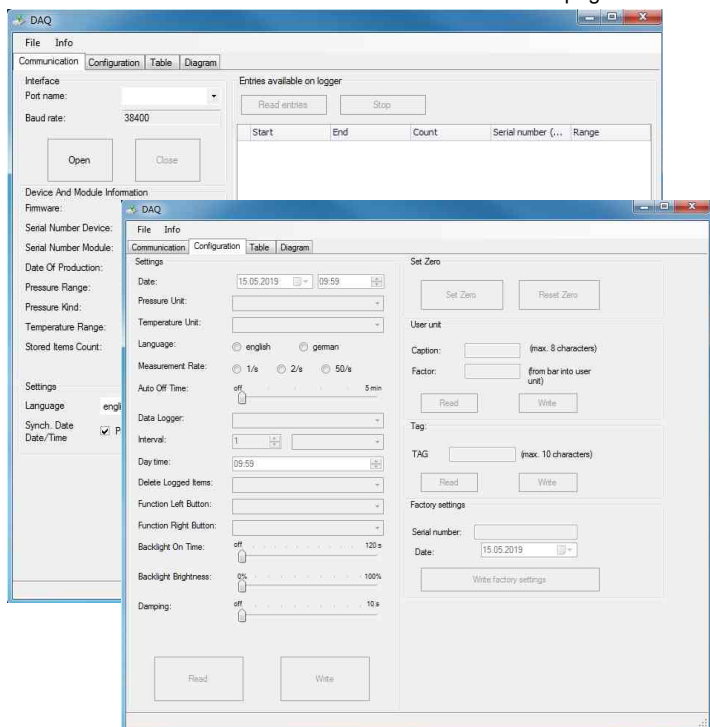 DAQ
File Info
Communication Configuration Table Diagram
Interface
Port name:
Baud rate: 38400
Open Close
Entries available on logger
Read entries Stop
Start End Count Serial number (... Range
Device And Module Information
Firmware:
Serial Number Device:
Serial Number Module:
Date Of Production:
Pressure Range:
Pressure Kind:
Temperature Range:
Stored Items Count:
Settings
Language engli
Synch. Date P
Date/Time
DAQ
File Info
Communication Configuration Table Diagram
Settings
Date: 15.05.2019 09:59
Pressure Unit:
Temperature Unit:
Language: english german
Measurement Rate: 1/s 2/s 50/s
Auto Off Time: off 5 min
Data Logger:
Interval: 1
Day time: 09:59
Delete Logged Items:
Function Left Button:
Function Right Button:
Backlight On Time: off 120 s
Backlight Brightness: 0% 100%
Damping: off 10 s
Read Write
Set Zero
Set Zero Reset Zero
User unit
Caption: (max. 8 characters)
Factor: (from bar into user
unit)
Read Write
Tag:
TAG (max. 10 characters)
Read Write
Factory settings
Serial number:
Date: 15.05.2019
Write factory settings